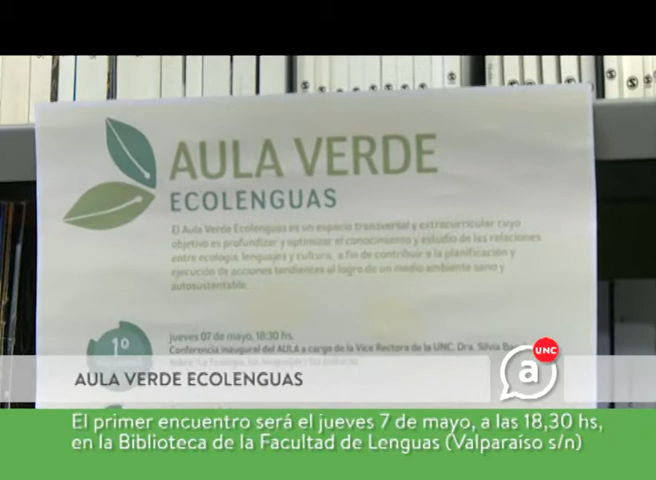 AULA VERDE
ECOLENGUAS
El Aula Verde Ecolenguas es un espacio transversal y extracurricular cuyo
objetivo es profundizar y optimizar el conocimiento y estudio de las relaciones
entre ecología, lenguajes y cultura, a fin de contribuir a la planificación y
ejecución de acciones tendientes al logro de un medio ambiente sano y
autosustentable.
1º
jueves 07 de mayo, 18:30 hs.
Conferencia inaugural del AULA a cargo de la Vice Rectora de la UNC, Dra. Silvia
UNC
a
AULA VERDE ECOLENGUAS
El primer encuentro será el jueves 7 de mayo, a las 18,30 hs,
en la Biblioteca de la Facultad de Lenguas (Valparaíso s/n)